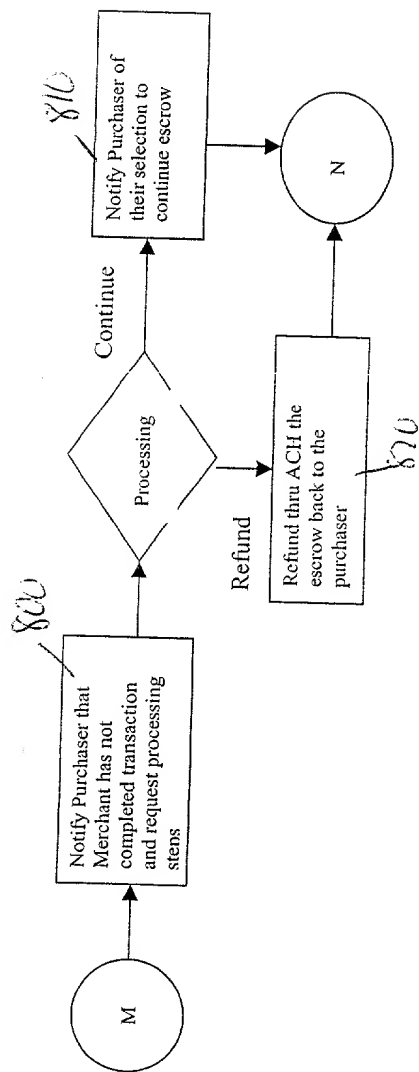 M
800
Notify Purchaser that
Merchant has not
completed transaction
and request processing
stens
Processing
Continue
810
Notify Purchaser of
their selection to
continue escrow
Refund
Refund thru ACH the
escrow back to the
purchaser
820
N